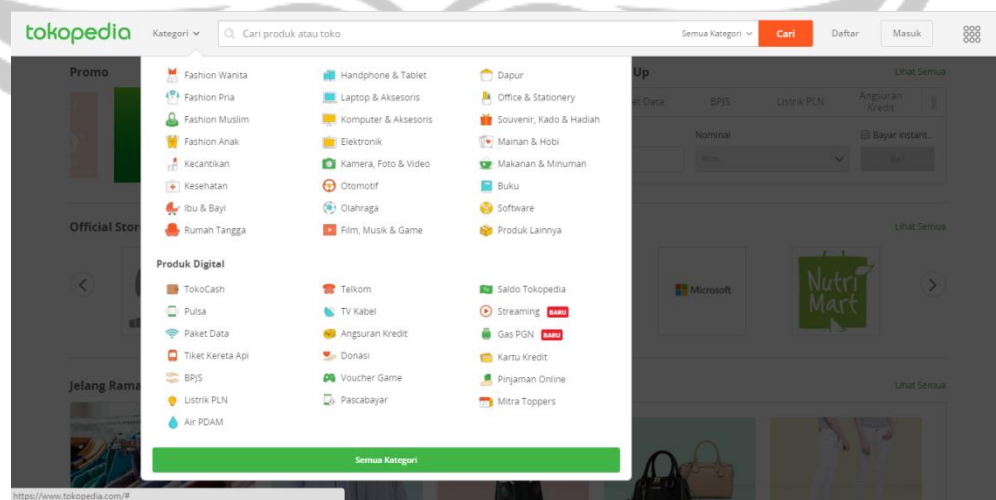 tokopedia Kategori Cari produk atau toko Semua Kategori Cari Daftar Masuk
Promo
Up
Lihat Semua
Fashion Wanita
Fashion Pria
Fashion Muslim
Fashion Anak
Kecantikan
Kesehatan
Ibu & Bayi
Rumah Tangga
Handphone & Tablet
Laptop & Aksesoris
Komputer & Aksesoris
Elektronik
Kamera, Foto & Video
Otomotif
Olahraga
Film, Musik & Game
Dapur
Office & Stationery
Souvenir, Kado & Hadiah
Mainan & Hobi
Makanan & Minuman
Buku
Software
Produk Lainnya
Produk Digital
TokoCash
Pulsa
Paket Data
Tiket Kereta Api
BPJS
Listrik PLN
Air PDAM
Telkom
TV Kabel
Angsuran Kredit
Donasi
Voucher Game
Pascabayar
Saldo Tokopedia
Streaming BARU
Gas PGN BARU
Kartu Kredit
Pinjaman Online
Mitra Toppers
Semua Kategori
Data BPJS Listrik PLN Angsuran
Kredit
Nominal Bayar Instant...
Beli
Official Stor
Lihat Semua
Microsoft
Nutri
Mart
Jelang Rama
Lihat Semua
https://www.tokopedia.com/#